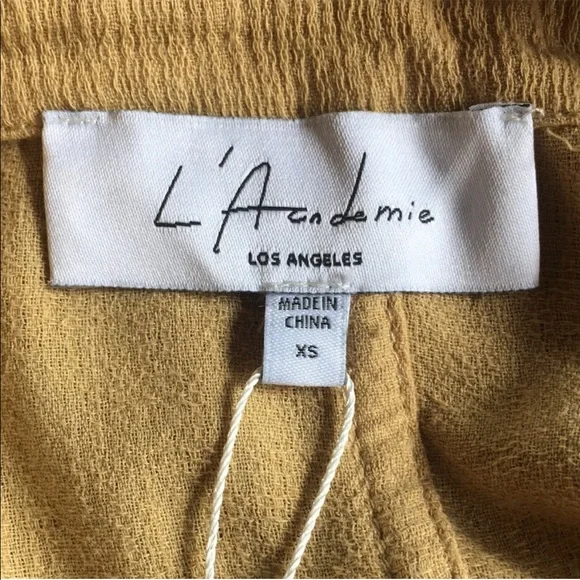 L'Academie
LOS ANGELES
MADE IN
CHINA
XS